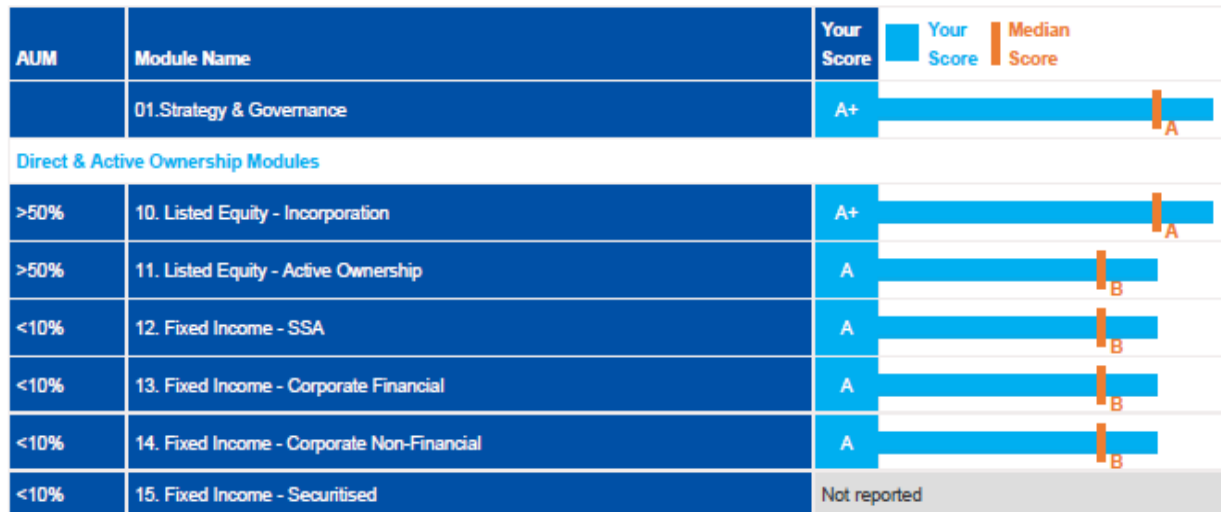 AUM Module Name Your Score Your Score Median Score
01.Strategy & Governance A+ A
Direct & Active Ownership Modules
>50% 10. Listed Equity - Incorporation A+ A
>50% 11. Listed Equity - Active Ownership A B
<10% 12. Fixed Income - SSA A B
<10% 13. Fixed Income - Corporate Financial A B
<10% 14. Fixed Income - Corporate Non-Financial A B
<10% 15. Fixed Income - Securitised Not reported